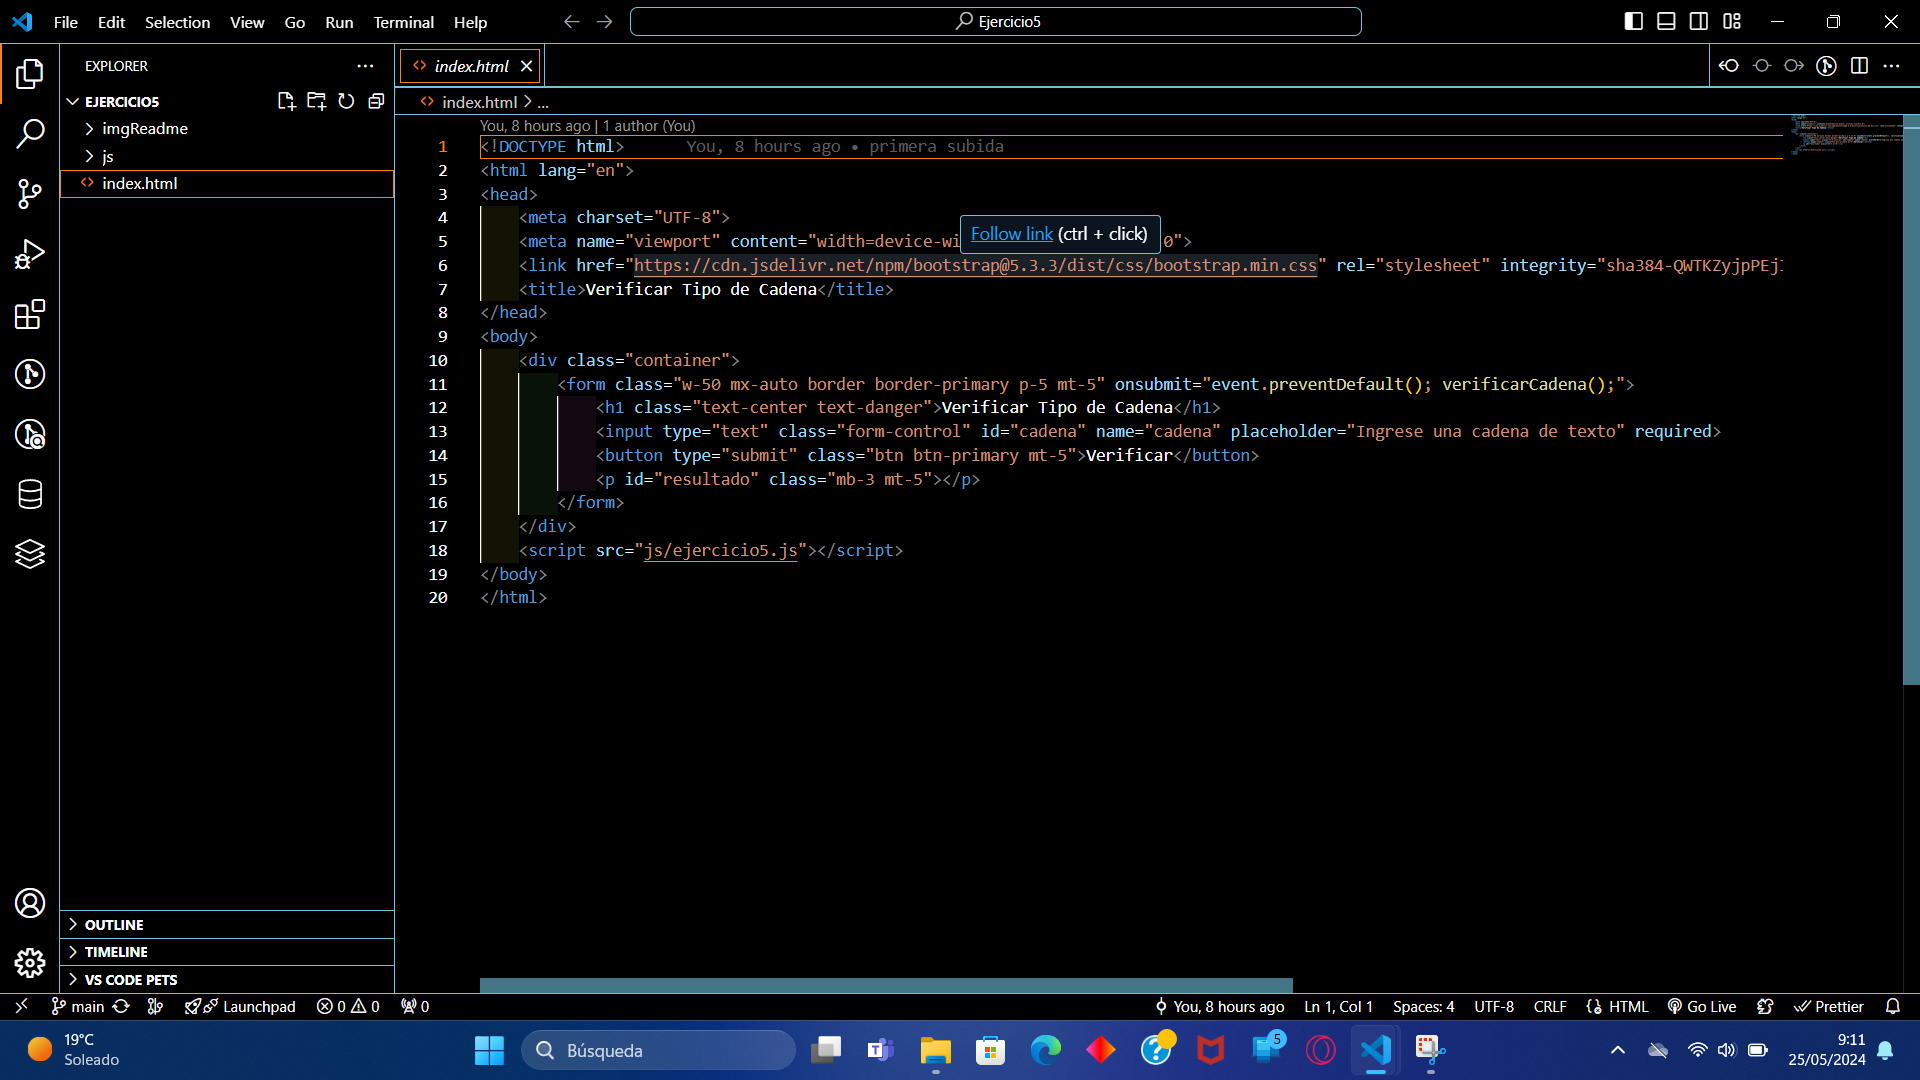 File Edit Selection View Go Run Terminal Help
Ejercicio5
EXPLORER
EJERCICIO5
imgReadme
js
index.html
index.html
index.html > ...
You, 8 hours ago | 1 author (You)
1 <!DOCTYPE html> You, 8 hours ago • primera subida
2 <html lang="en">
3 <head>
4 <meta charset="UTF-8">
Follow link (ctrl + click)
5 <meta name="viewport" content="width=device-wi 0">
6 <link href="https://cdn.jsdelivr.net/npm/bootstrap@5.3.3/dist/css/bootstrap.min.css" rel="stylesheet" integrity="sha384-QWTKZyjpPEj
7 <title>Verificar Tipo de Cadena</title>
8 </head>
9 <body>
10 <div class="container">
11 <form class="w-50 mx-auto border border-primary p-5 mt-5" onsubmit="event.preventDefault(); verificarCadena();">
12 <h1 class="text-center text-danger">Verificar Tipo de Cadena</h1>
13 <input type="text" class="form-control" id="cadena" name="cadena" placeholder="Ingrese una cadena de texto" required>
14 <button type="submit" class="btn btn-primary mt-5">Verificar</button>
15 <p id="resultado" class="mb-3 mt-5"></p>
16 </form>
17 </div>
18 <script src="js/ejercicio5.js"></script>
19 </body>
20 </html>
OUTLINE
TIMELINE
VS CODE PETS
main Launchpad 0 0 0 You, 8 hours ago Ln 1, Col 1 Spaces: 4 UTF-8 CRLF HTML Go Live Prettier
19°C
Soleado
Búsqueda
5
9:11
25/05/2024